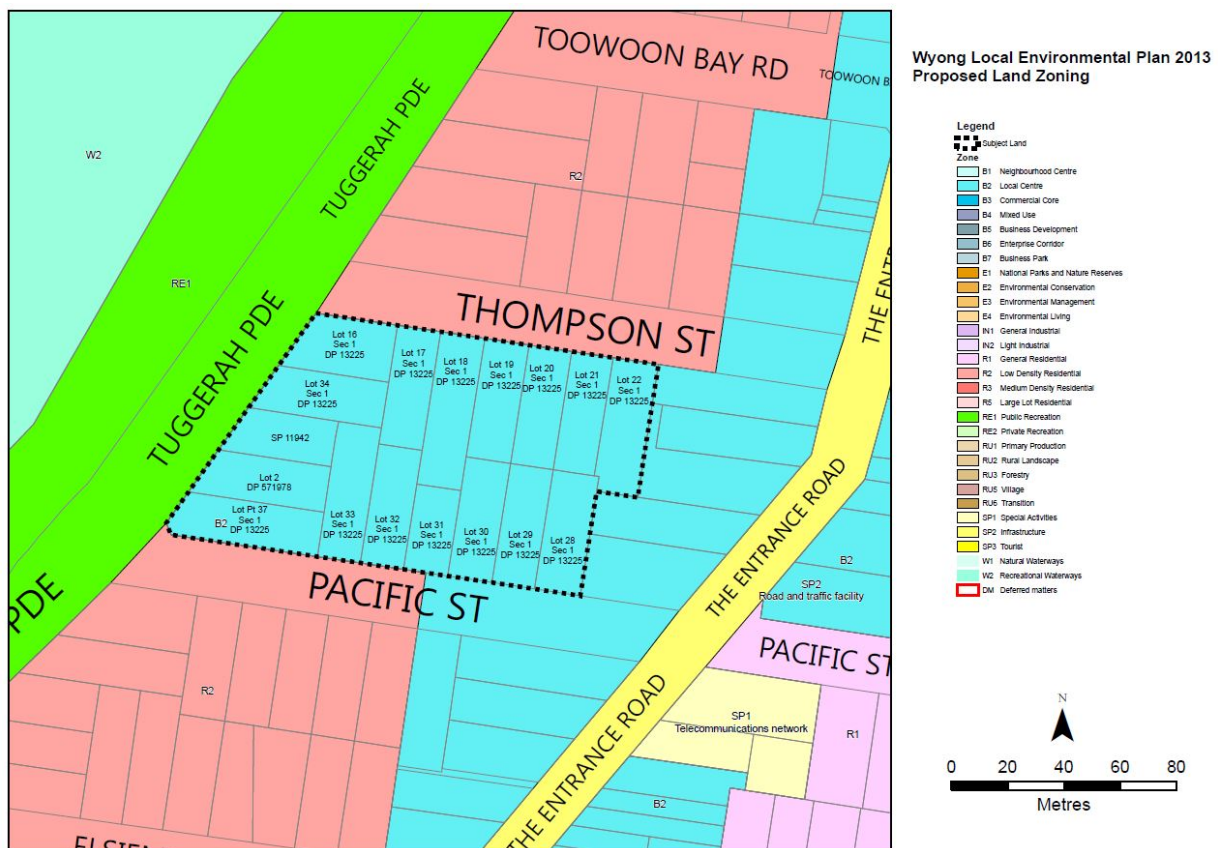 TOOWOON BAY RD
TOOWOON B
W2
TUGGERAH PDE
R2
RE1
THE ENTR
TUGGERAH PDE
THOMPSON ST
Lot 16
Sec 1
DP 13225
Lot 17
Sec 1
DP 13225
Lot 18
Sec 1
DP 13225
Lot 19
Sec 1
DP 13225
Lot 20
Sec 1
DP 13225
Lot 21
Sec 1
DP 13225
Lot 22
Sec 1
DP 13225
Lot 34
Sec 1
DP 13225
SP 11942
Lot 2
DP 571978
Lot Pt 37
Sec 1
DP 13225
B2
Lot 33
Sec 1
DP 13225
Lot 32
Sec 1
DP 13225
Lot 31
Sec 1
DP 13225
Lot 30
Sec 1
DP 13225
Lot 29
Sec 1
DP 13225
Lot 28
Sec 1
DP 13225
THE ENTRANCE ROAD
B2
SP2
Road and traffic facility
PDE
PACIFIC ST
PACIFIC ST
R2
SP1
Telecommunications network
R1
THE ENTRANCE ROAD
B2
Wyong Local Environmental Plan 2013
Proposed Land Zoning
Legend
Subject Land
Zone
B1 Neighbourhood Centre
B2 Local Centre
B3 Commercial Core
B4 Mixed Use
B5 Business Development
B6 Enterprise Corridor
B7 Business Park
E1 National Parks and Nature Reserves
E2 Environmental Conservation
E3 Environmental Management
E4 Environmental Living
IN1 General Industrial
IN2 Light Industrial
R1 General Residential
R2 Low Density Residential
R3 Medium Density Residential
R5 Large Lot Residential
RE1 Public Recreation
RE2 Private Recreation
RU1 Primary Production
RU2 Rural Landscape
RU3 Forestry
RU5 Village
RU6 Transition
SP1 Special Activities
SP2 Infrastructure
SP3 Tourist
W1 Natural Waterways
W2 Recreational Waterways
DM Deferred matters
N
0 20 40 60 80
Metres